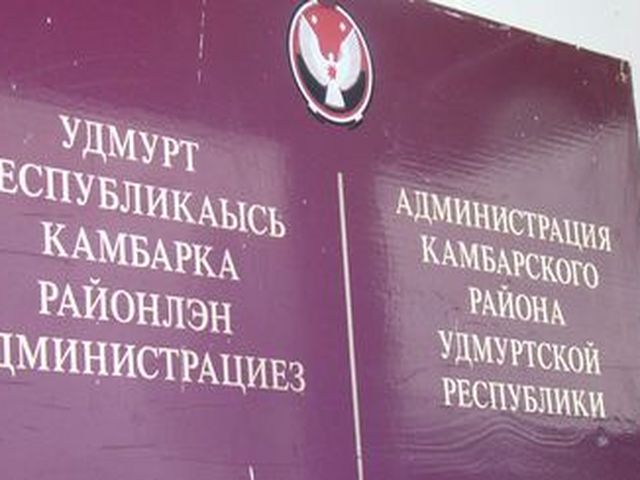 УДМУРТ
ЕСПУБЛИКАЫСЬ
КАМБАРКА
РАЙОНЛЭН
ДМИНИСТРАЦИЕЗ
АДМИНИСТРАЦИЯ
КАМБАРСКОГО
РАЙОНА
УДМУРТСКОЙ
РЕСПУБЛИКИ